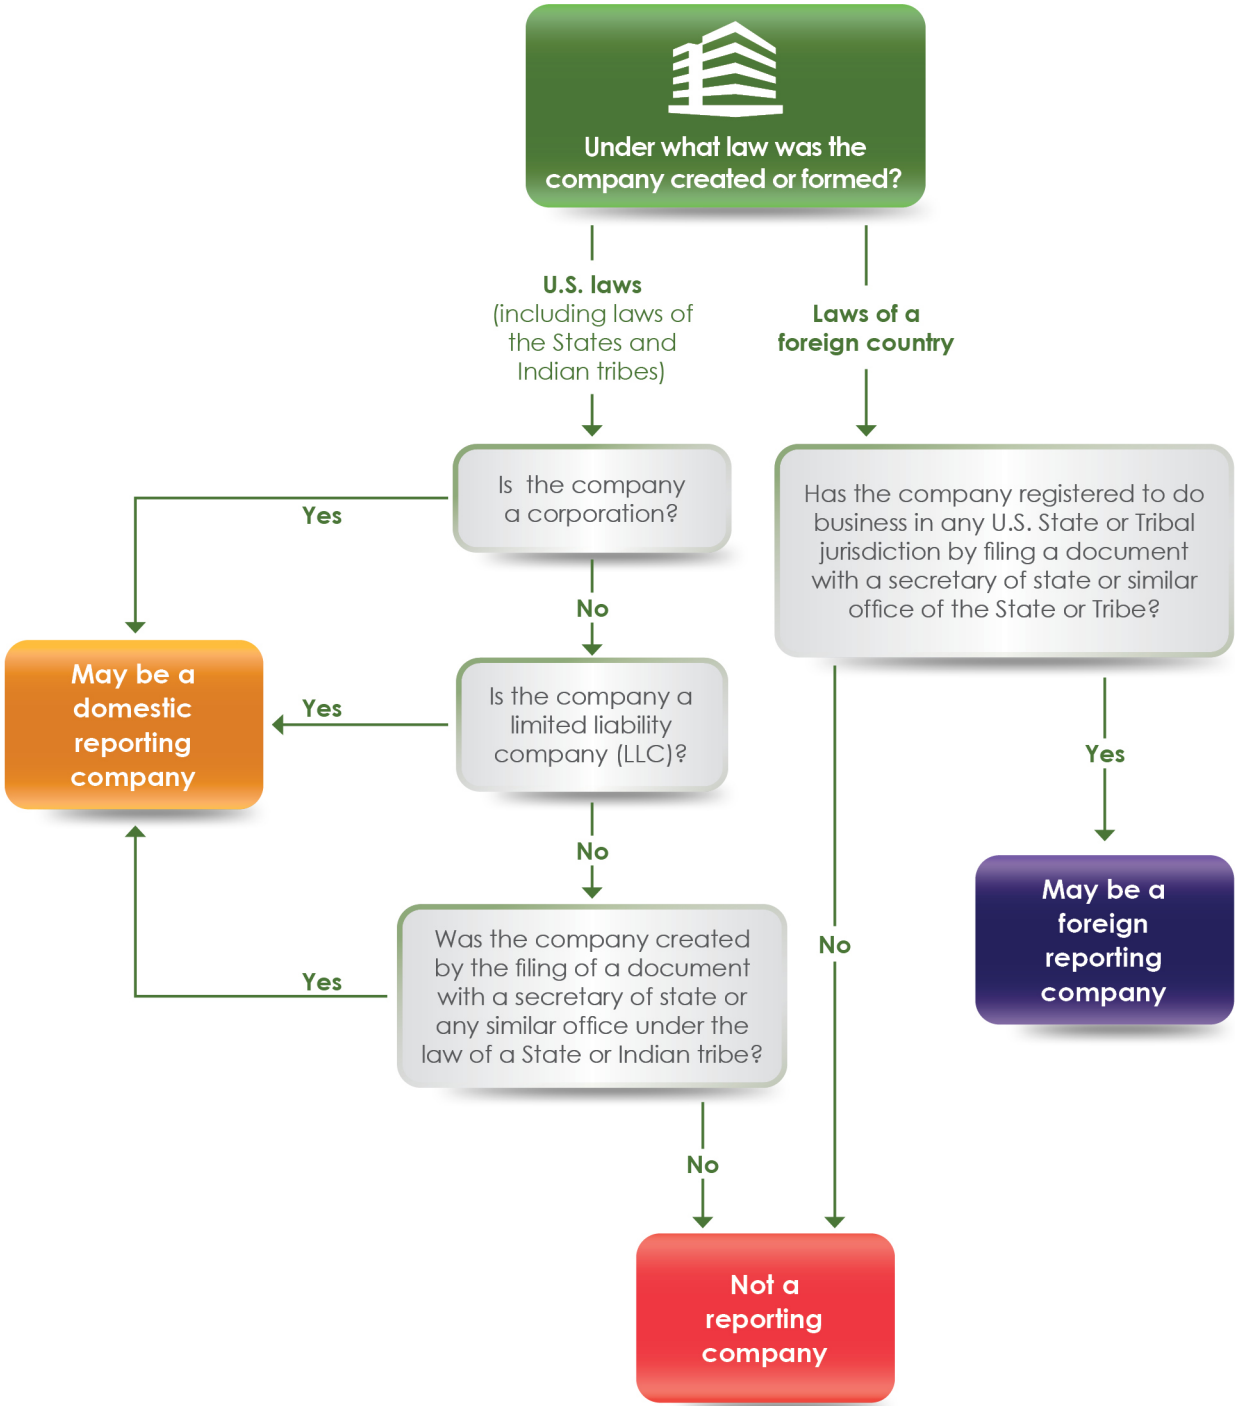 Under what law was the
company created or formed?
U.S. laws
(including laws of
the States and
Indian tribes)
Laws of a
foreign country
Is the company
a corporation?
Yes
No
Has the company registered to do
business in any U.S. State or Tribal
jurisdiction by filing a document
with a secretary of state or similar
office of the State or Tribe?
May be a
domestic
reporting
company
Yes
Is the company a
limited liability
company (LLC)?
No
Yes
May be a
foreign
reporting
company
Was the company created
by the filing of a document
with a secretary of state or
any similar office under the
law of a State or Indian tribe?
Yes
No
No
Not a
reporting
company